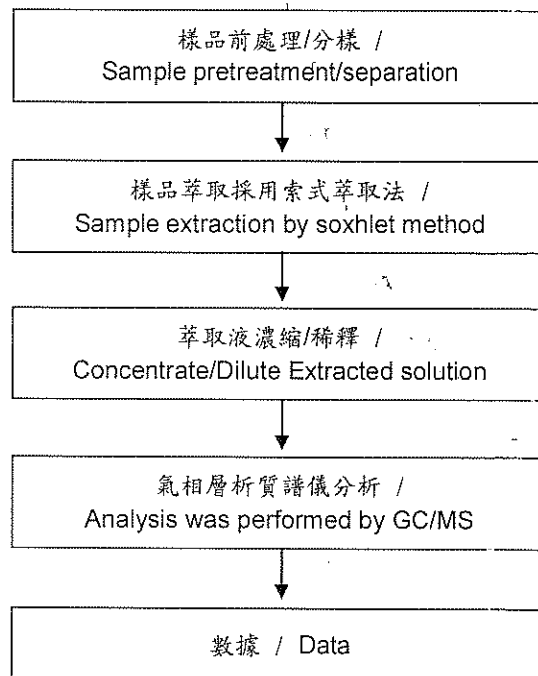 樣品前處理/分樣 /
Sample pretreatment/separation
樣品萃取採用索式萃取法 /
Sample extraction by soxhlet method
萃取液濃縮/稀釋 /
Concentrate/Dilute Extracted solution
氣相層析質譜儀分析 /
Analysis was performed by GC/MS
數據 / Data